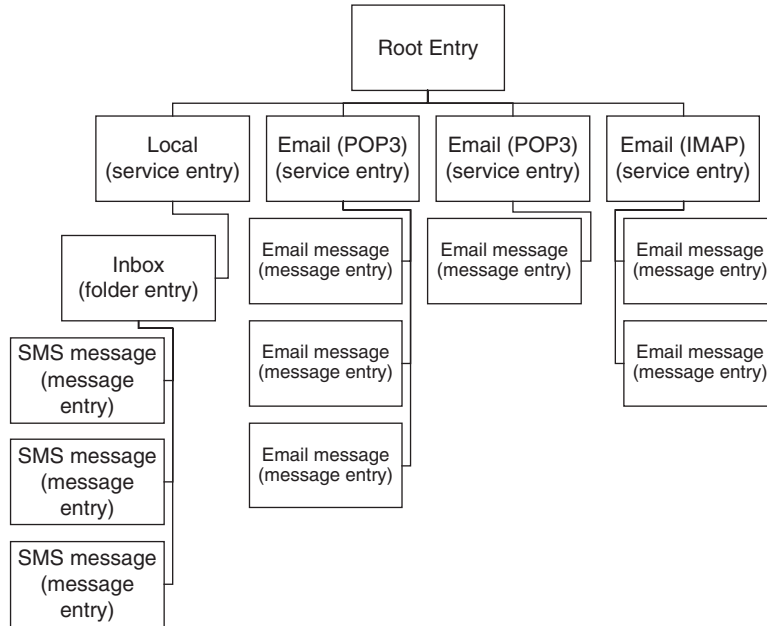 Root Entry
Local
(service entry)
Email (POP3)
(service entry)
Email (POP3)
(service entry)
Email (IMAP)
(service entry)
Inbox
(folder entry)
SMS message
(message
entry)
SMS message
(message
entry)
SMS message
(message
entry)
Email message
(message entry)
Email message
(message entry)
Email message
(message entry)
Email message
(message entry)
Email message
(message entry)
Email message
(message entry)